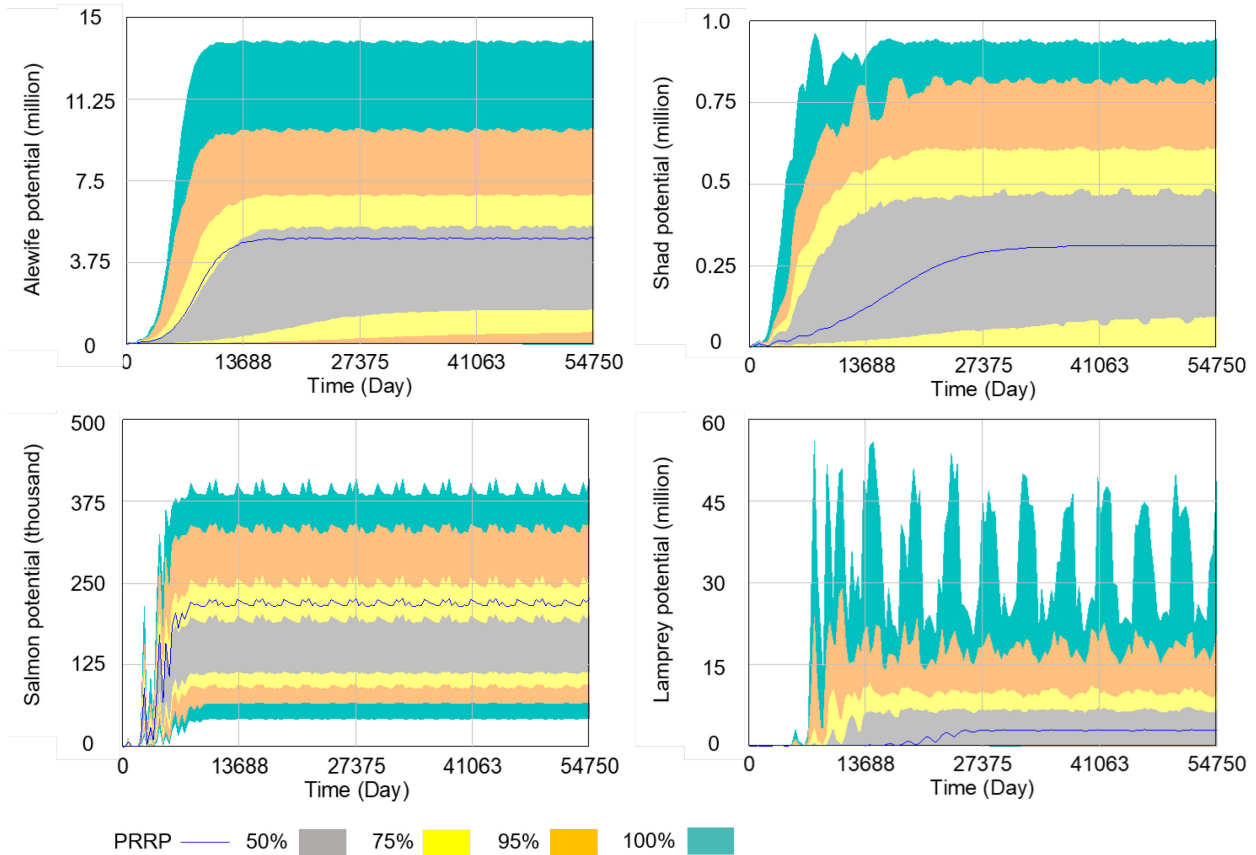 Alewife potential (million)
15
11.25
7.5
3.75
0
0 13688 27375 41063 54750
Time (Day)
Shad potential (million)
1.0
0.75
0.5
0.25
0
0 13688 27375 41063 54750
Time (Day)
Salmon potential (thousand)
500
375
250
125
0
0 13688 27375 41063 54750
Time (Day)
Lamprey potential (million)
60
45
30
15
0
0 13688 27375 41063 54750
Time (Day)
PRRP 50% 75% 95% 100%